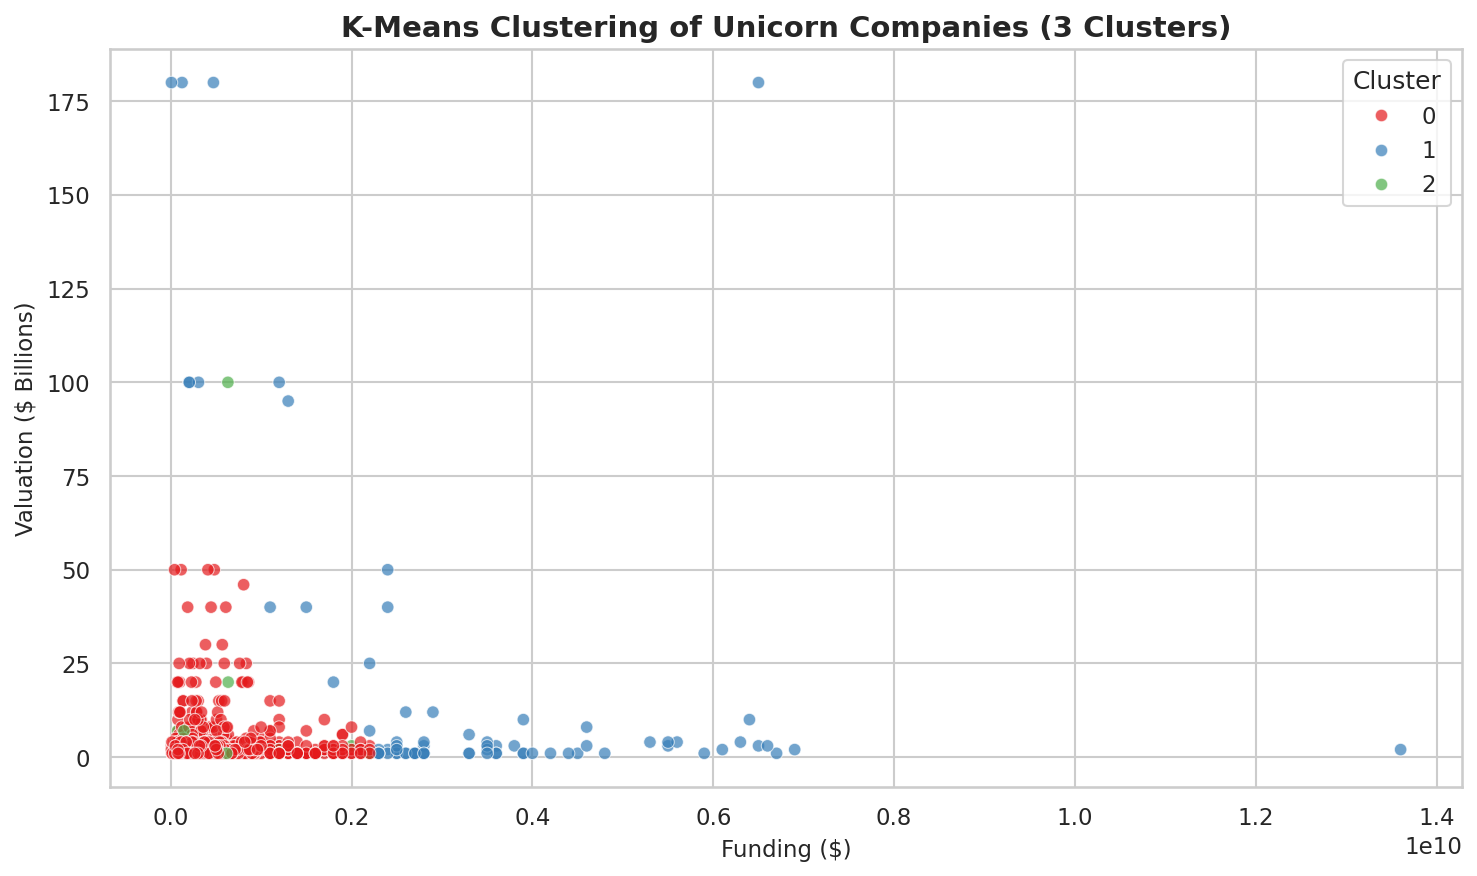 K-Means Clustering of Unicorn Companies (3 Clusters)
Valuation ($ Billions)
175
150
125
100
75
50
25
0
Cluster
0
1
2
0.0 0.2 0.4 0.6 0.8 1.0 1.2 1.4
1e10
Funding ($)